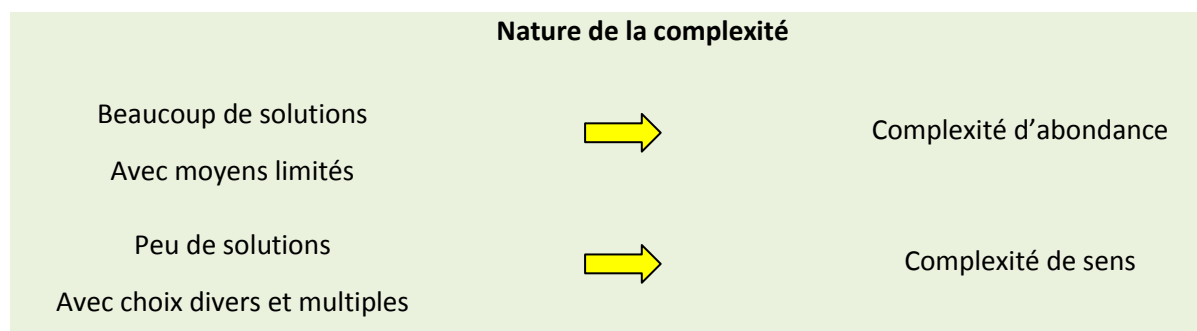 Nature de la complexité
Beaucoup de solutions
Complexité d’abondance
Avec moyens limités
Peu de solutions
Complexité de sens
Avec choix divers et multiples